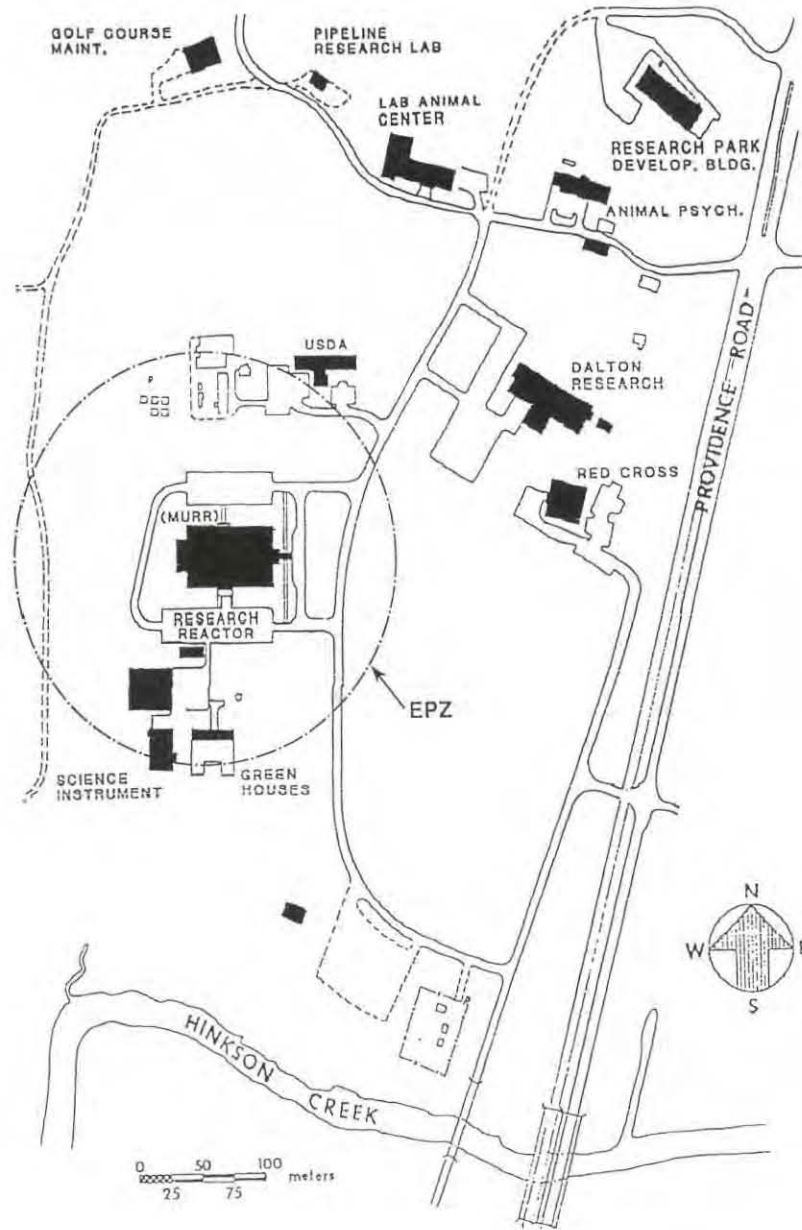 GOLF COURSE
MAINT.
PIPELINE
RESEARCH LAB
LAB ANIMAL
CENTER
RESEARCH PARK
DEVELOP. BLDG.
ANIMAL PSYCH.
USDA
DALTON
RESEARCH
PROVIDENCE ROAD
RED CROSS
(MURR)
RESEARCH
REACTOR
EPZ
SCIENCE
INSTRUMENT
GREEN
HOUSES
N
W E
S
HINKSON
CREEK
0 50 100
meters
25 75